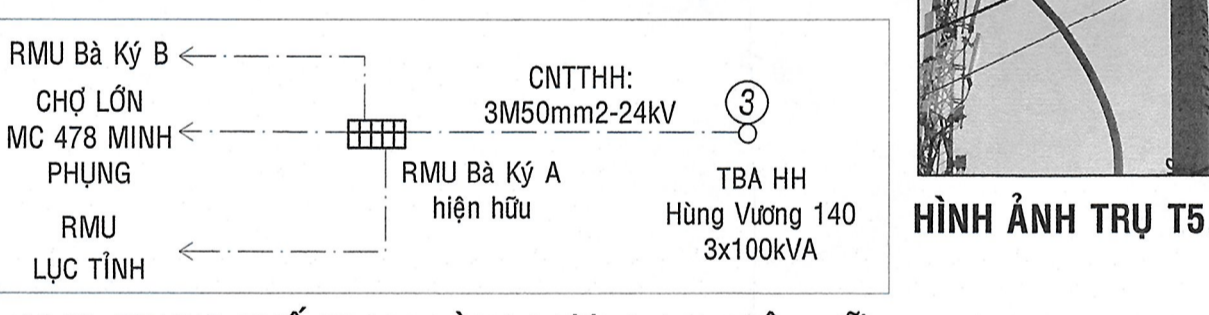 RMU Bà Ký B
CHỢ LỚN
MC 478 MINH
PHỤNG
RMU
LỤC TỈNH
CNTTHH:
3M50mm2-24kV
3
RMU Bà Ký A
hiện hữu
TBA HH
Hùng Vương 140
3x100kVA
HÌNH ẢNH TRỤ T5